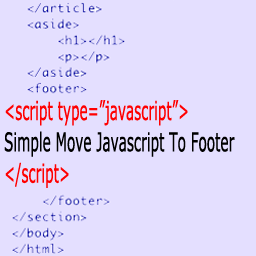 </article>
<aside>
<h1></h1>
<p></p>
</aside>
<footer>
<script type="javascript">
Simple Move Javascript To Footer
</script>
</footer>
</section>
</body>
</html>